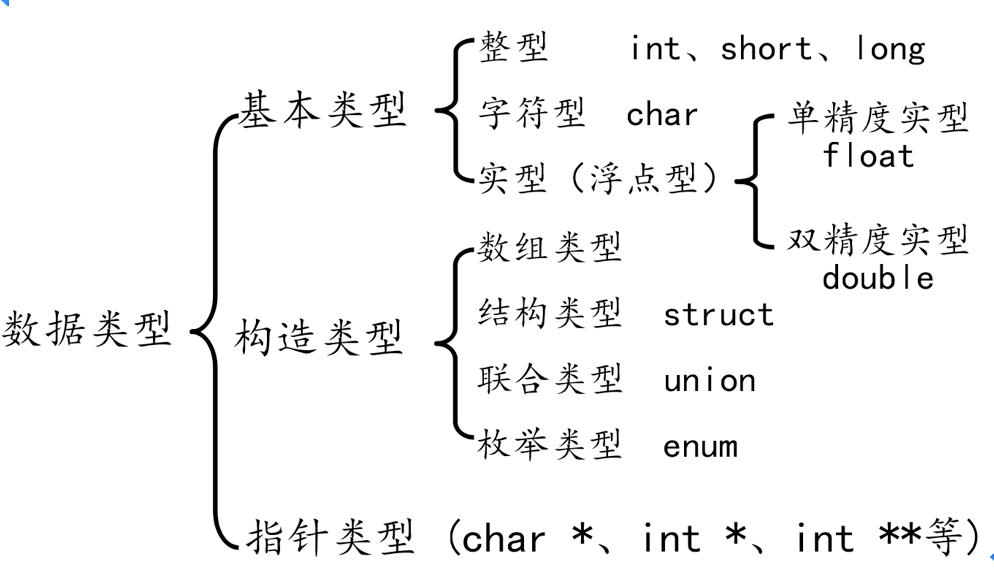 数据类型
基本类型
整型 int、short、long
字符型 char
实型（浮点型）
单精度实型
float
双精度实型
double
构造类型
数组类型
结构类型 struct
联合类型 union
枚举类型 enum
指针类型（char *、int *、int **等）